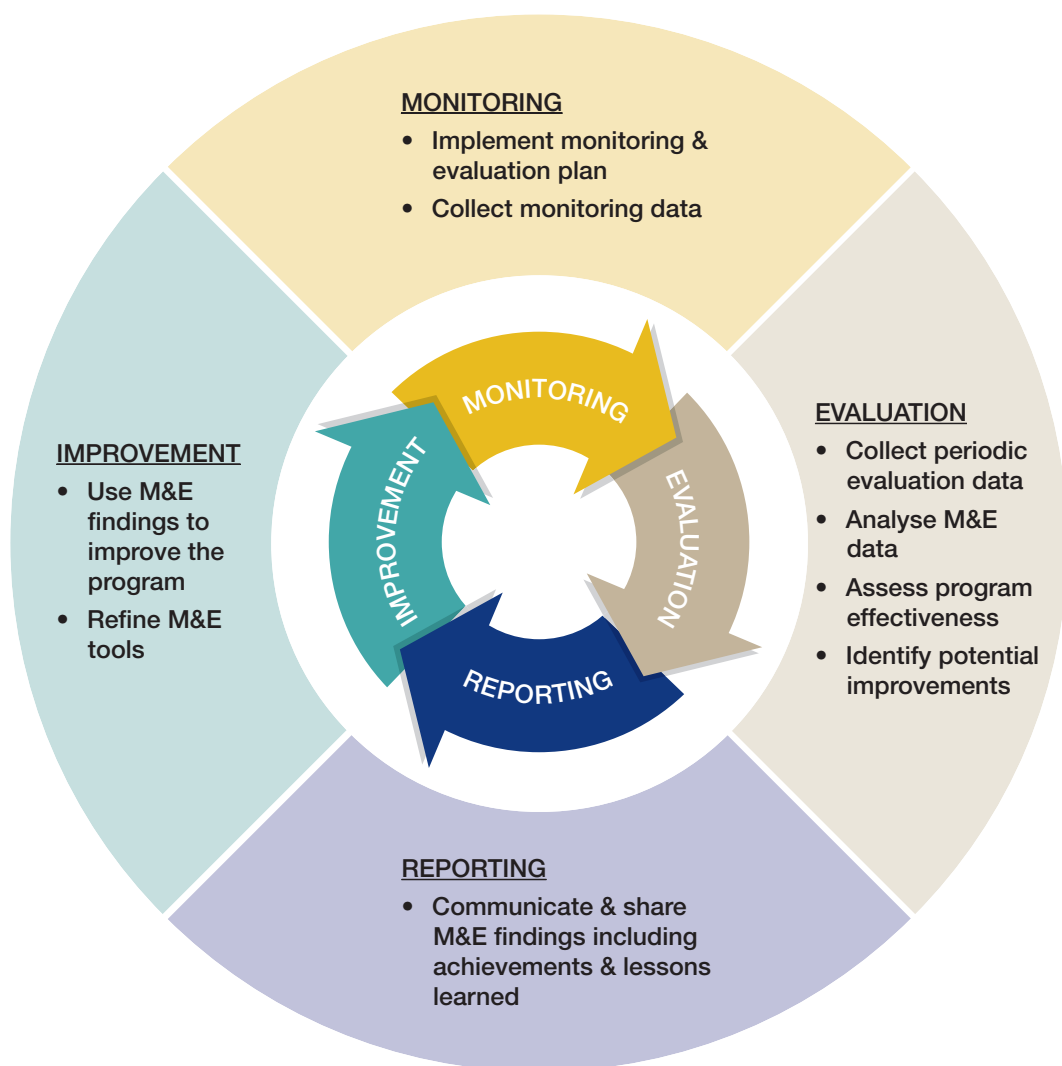 MONITORING
• Implement monitoring &
evaluation plan
• Collect monitoring data
MONITORING
EVALUATION
REPORTING
IMPROVEMENT
EVALUATION
• Collect periodic
evaluation data
• Analyse M&E
data
• Assess program
effectiveness
• Identify potential
improvements
REPORTING
• Communicate & share
M&E findings including
achievements & lessons
learned
IMPROVEMENT
• Use M&E
findings to
improve the
program
• Refine M&E
tools